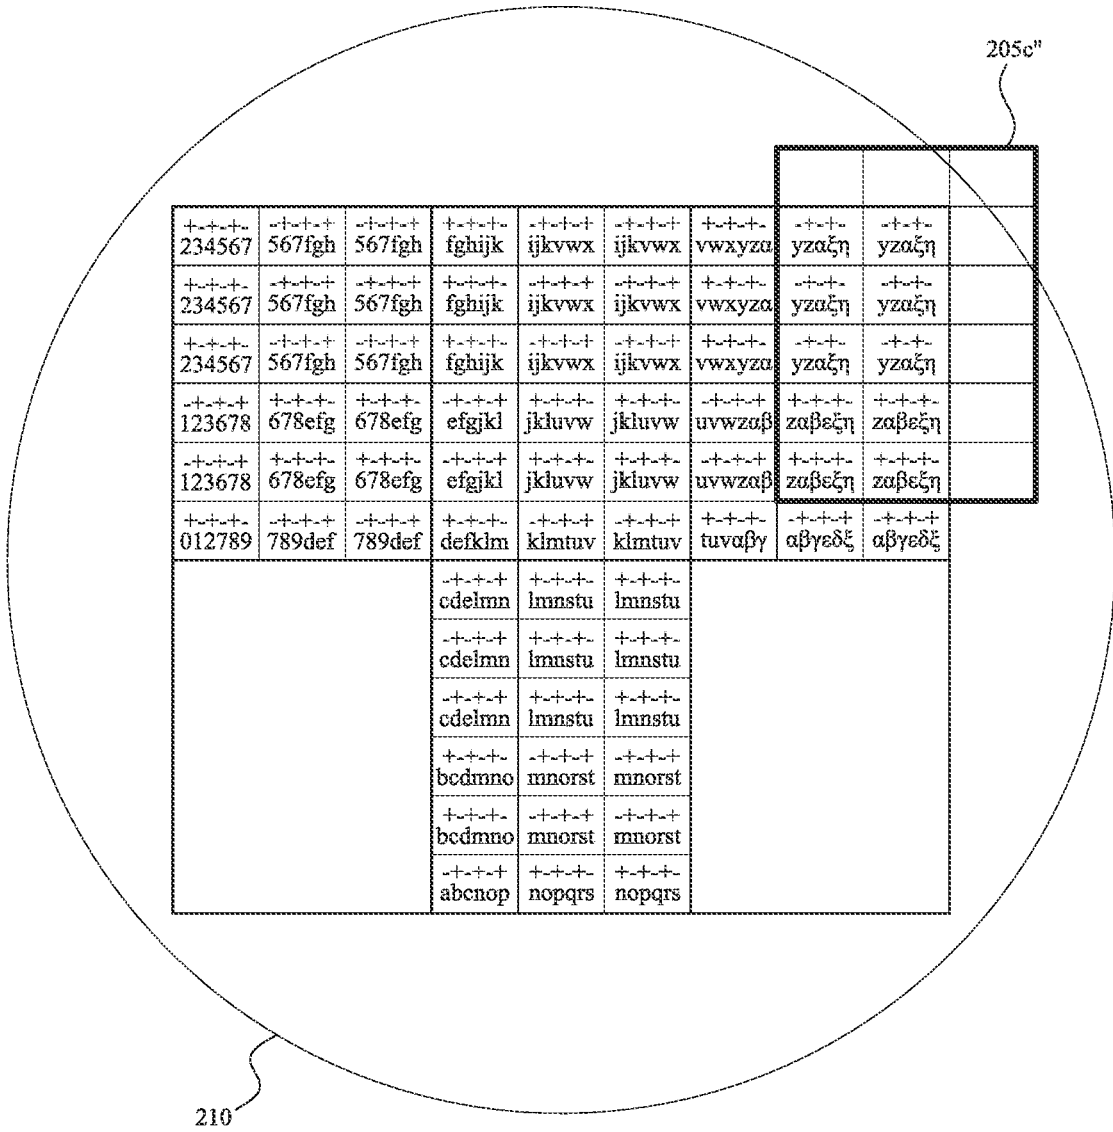 205c"
+-+-+- -+-+-+ -+-+-+ +-+-+- -+-+-+ -+-+-+ +-+-+- -+-+- -+-+-
234567 567fgh 567fgh fghijk ijkvwx ijkvwx vwxyzα yzαξη yzαξη
+-+-+- -+-+-+ -+-+-+ +-+-+- -+-+-+ -+-+-+ +-+-+- -+-+- -+-+-
234567 567fgh 567fgh fghijk ijkvwx ijkvwx vwxyzα yzαξη yzαξη
+-+-+- -+-+-+ -+-+-+ +-+-+- -+-+-+ -+-+-+ +-+-+- -+-+- -+-+-
234567 567fgh 567fgh fghijk ijkvwx ijkvwx vwxyzα yzαξη yzαξη
-+-+-+ +-+-+- +-+-+- -+-+-+ +-+-+- +-+-+- -+-+-+ +-+-+- +-+-+-
123678 678efg 678efg efgjkl jkluvw jkluvw uvwzαβ zαβεξη zαβεξη
-+-+-+ +-+-+- +-+-+- -+-+-+ +-+-+- +-+-+- -+-+-+ +-+-+- +-+-+-
123678 678efg 678efg efgjkl jkluvw jkluvw uvwzαβ zαβεξη zαβεξη
+-+-+- -+-+-+ -+-+-+ +-+-+- -+-+-+ -+-+-+ +-+-+- -+-+-+ -+-+-+
012789 789def 789def defklm klmtuv klmtuv tuvαβγ αβγεδξ αβγεδξ
-+-+-+ +-+-+- +-+-+-
cdelmn lmnstu lmnstu
-+-+-+ +-+-+- +-+-+-
cdelmn lmnstu lmnstu
-+-+-+ +-+-+- +-+-+-
cdelmn lmnstu lmnstu
+-+-+- -+-+-+ -+-+-+
bcdmno mnorst mnorst
+-+-+- -+-+-+ -+-+-+
bcdmno mnorst mnorst
-+-+-+ +-+-+- +-+-+-
abcnop nopqrs nopqrs
210